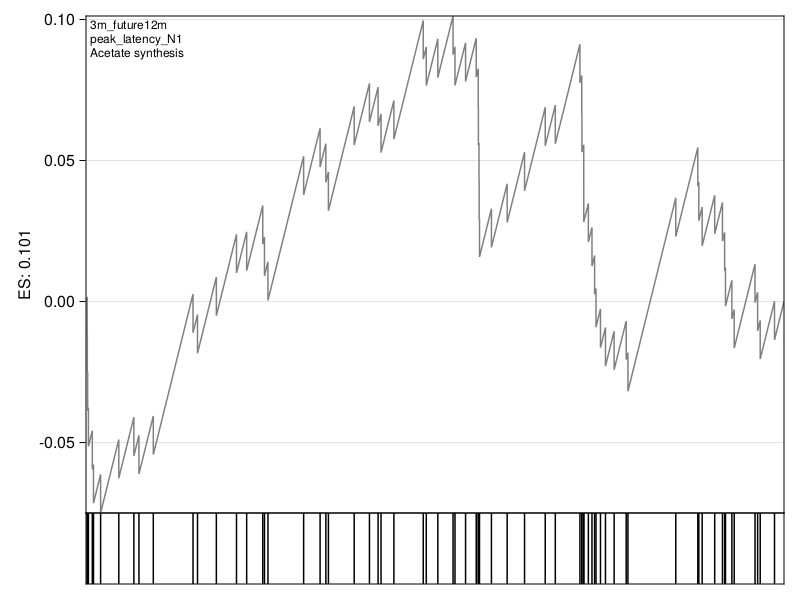 0.10
3m_future12m
peak_latency_N1
Acetate synthesis
0.05
0.00
-0.05
ES: 0.101